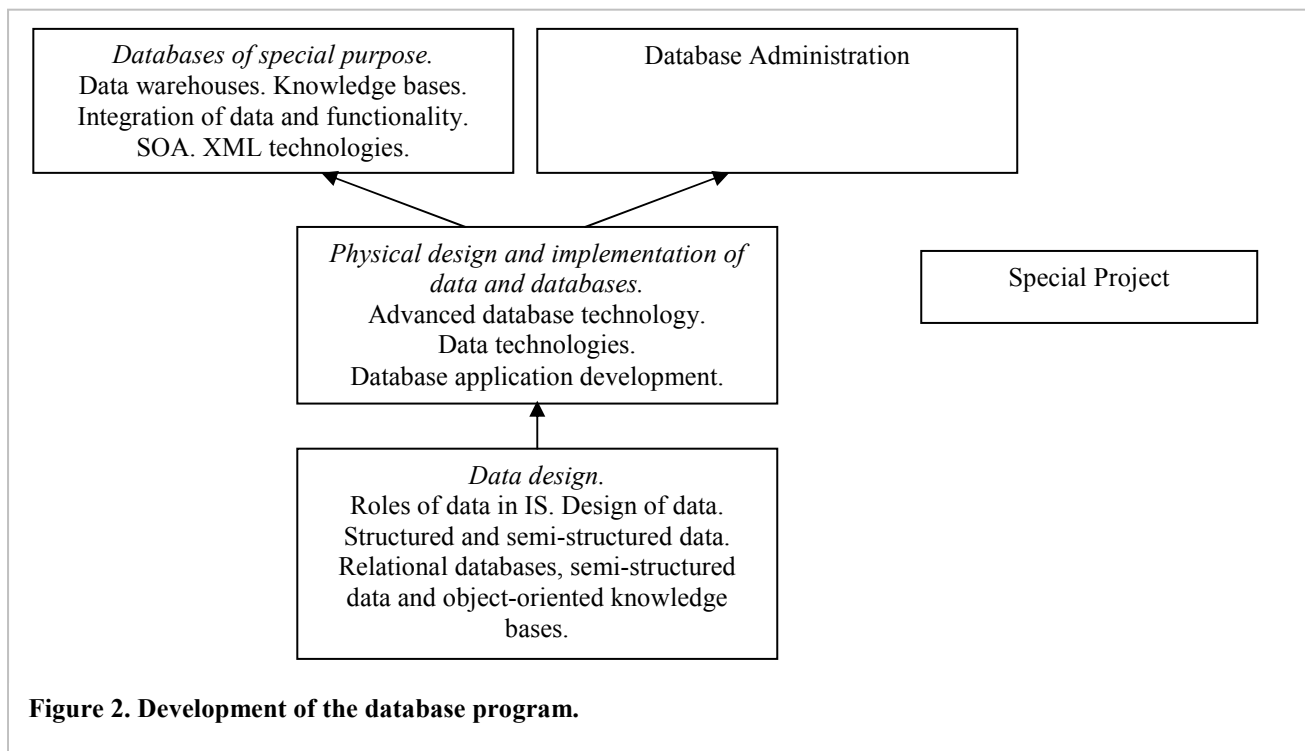 Databases of special purpose.
Data warehouses. Knowledge bases.
Integration of data and functionality.
SOA. XML technologies.
Database Administration
Physical design and implementation of
data and databases.
Advanced database technology.
Data technologies.
Database application development.
Special Project
Data design.
Roles of data in IS. Design of data.
Structured and semi-structured data.
Relational databases, semi-structured
data and object-oriented knowledge
bases.
Figure 2. Development of the database program.